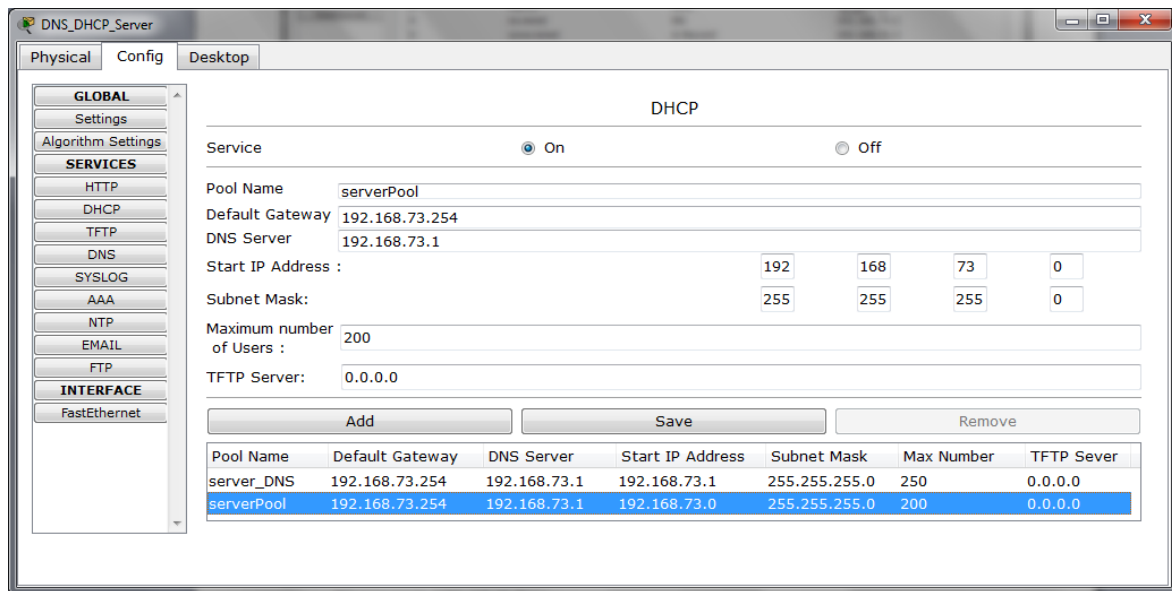 DNS_DHCP_Server
Physical Config Desktop
GLOBAL
Settings
Algorithm Settings
SERVICES
HTTP
DHCP
TFTP
DNS
SYSLOG
AAA
NTP
EMAIL
FTP
INTERFACE
FastEthernet
DHCP
Service On Off
Pool Name serverPool
Default Gateway 192.168.73.254
DNS Server 192.168.73.1
Start IP Address : 192 168 73 0
Subnet Mask: 255 255 255 0
Maximum number
of Users : 200
TFTP Server: 0.0.0.0
Add Save Remove
Pool Name Default Gateway DNS Server Start IP Address Subnet Mask Max Number TFTP Sever
server_DNS 192.168.73.254 192.168.73.1 192.168.73.1 255.255.255.0 250 0.0.0.0
serverPool 192.168.73.254 192.168.73.1 192.168.73.0 255.255.255.0 200 0.0.0.0